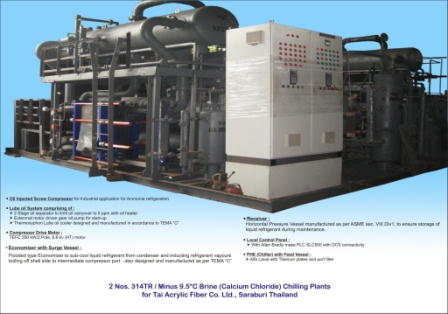 • Oil Injected Screw Compressor for Industrial application for Ammonia refrigeration
• Lube oil System comprising of :
2 Stage oil separator to limit oil carryover to 5 ppm with oil heater
External motor driven gear oil pump for start-up
Thermosyphon Lube oil cooler designed and manufactured in accordance to TEMA "C"
• Compressor Drive Motor :
TEFC 350 kW/2 Pole, 6.6 kv (HT) motor
• Economiser with Surge Vessel :
Flooded type Economiser to sub-cool liquid refrigerant from condenser and inducting refrigerant vapours
boiling off shell side to intermediate compressor port - also designed and manufactured as per TEMA "C"
• Receiver :
Horizontal Pressure Vessel manufactured as per ASME sec. VIII Div1. to ensure storage of
liquid refrigerant during maintenance.
• Local Control Panel :
With Allen Bradly make PLC SLC500 with DCS connectivity
• PHE (Chiller) with Feed Vessel :
Alfa Laval with Titanium plates and port filter
2 Nos. 314TR / Minus 9.5°C Brine (Calcium Chloride) Chilling Plants
for Tai Acrylic Fiber Co. Ltd., Saraburi Thailand